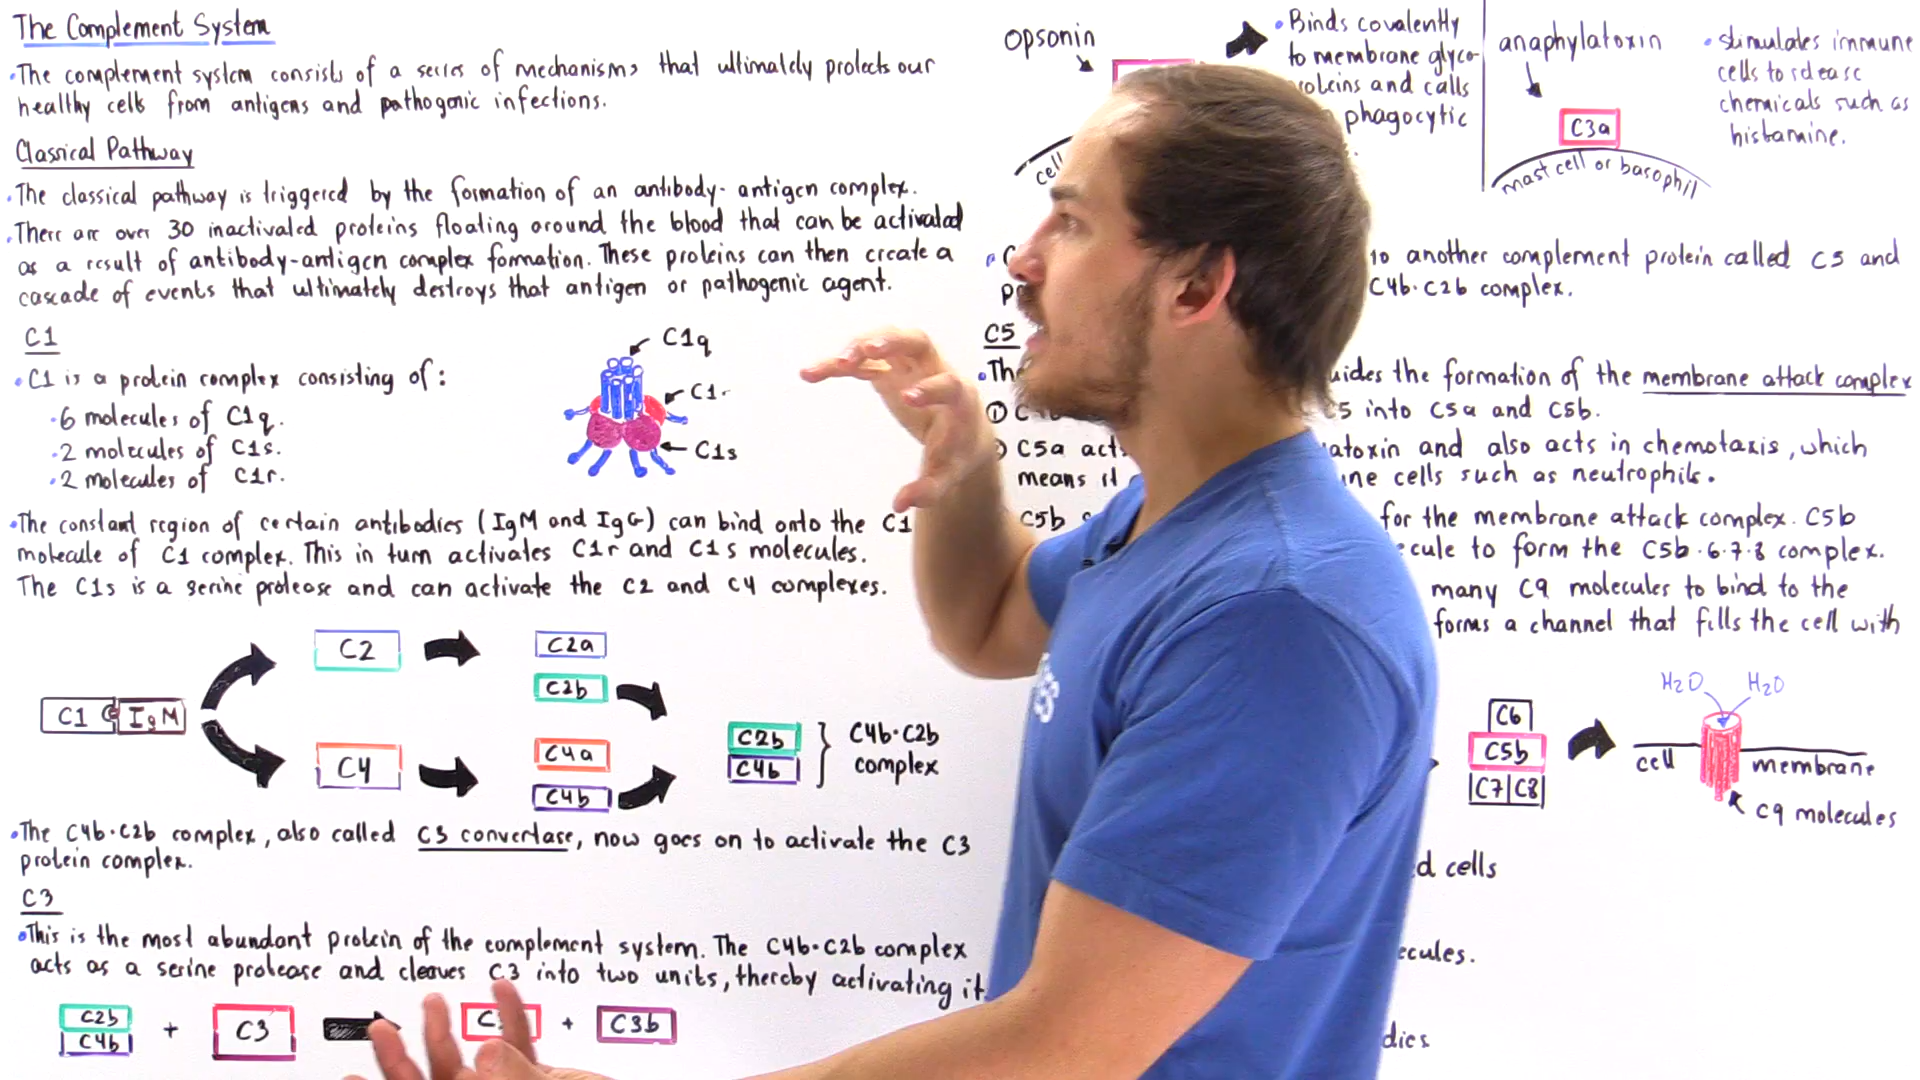 The Complement System
•The complement system consists of a series of mechanisms that ultimately protects our
healthy cells from antigens and pathogenic infections.
Classical Pathway
•The classical pathway is triggered by the formation of an antibody-antigen complex.
•There are over 30 inactivated proteins floating around the blood that can be activated
as a result of antibody-antigen complex formation. These proteins can then create a
cascade of events that ultimately destroys that antigen or pathogenic agent.
C1
•C1 is a protein complex consisting of:
•6 molecules of C1q.
•2 molecules of C1s.
•2 molecules of C1r.
C1q
C1r
C1s
•The constant region of certain antibodies (IgM and IgG) can bind onto the C1
molecule of C1 complex. This in turn activates C1r and C1s molecules.
The C1s is a serine protease and can activate the C2 and C4 complexes.
C1 IgM
C2
C4
C2a
C2b
C4a
C4b
C2b
C4b
C4b·C2b
complex
•The C4b·C2b complex, also called C3 convertase, now goes on to activate the C3
protein complex.
C3
•This is the most abundant protein of the complement system. The C4b·C2b complex
acts as a serine protease and cleaves C3 into two units, thereby activating it.
C2b
C4b
+
C3
+
C3b
opsonin
cell
•Binds covalently
to membrane glyco-
and calls
phagocytic
anaphylatoxin
C3a
mast cell or basophil
•stimulates immune
cells to release
chemicals such as
histamine.
to another complement protein called C5 and
C4b·C2b complex.
C5
the formation of the membrane attack complex
① C5 into C5a and C5b.
C5a and also acts in chemotaxis, which
means cells such as neutrophils.
C5b for the membrane attack complex. C5b
to form the C5b·6·7·8 complex.
many C9 molecules to bind to the
forms a channel that fills the cell with
C6
C5b
C7 C8
H2O H2O
cell membrane
C9 molecules
cells